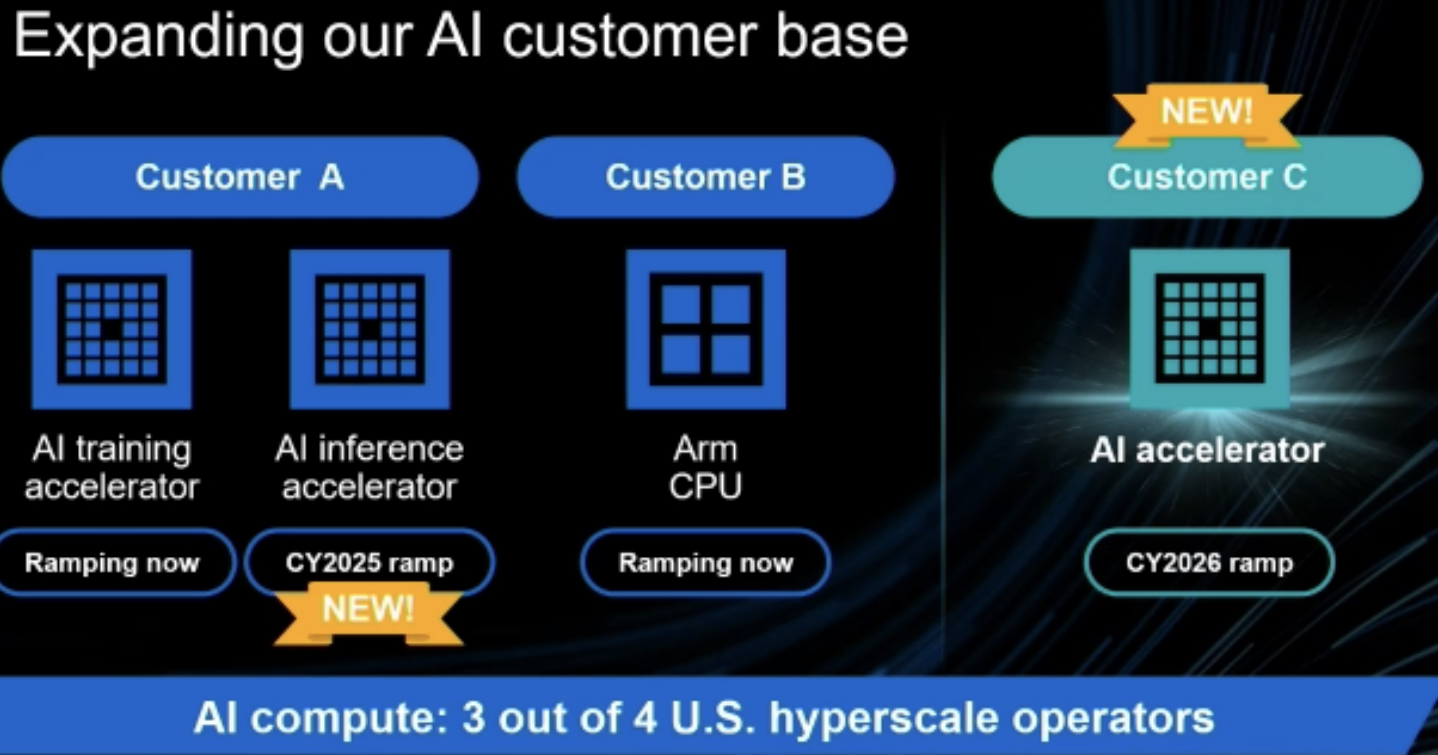 Expanding our AI customer base
Customer A
AI training
accelerator
Ramping now
AI inference
accelerator
CY2025 ramp
NEW!
Customer B
Arm
CPU
Ramping now
NEW!
Customer C
AI accelerator
CY2026 ramp
AI compute: 3 out of 4 U.S. hyperscale operators